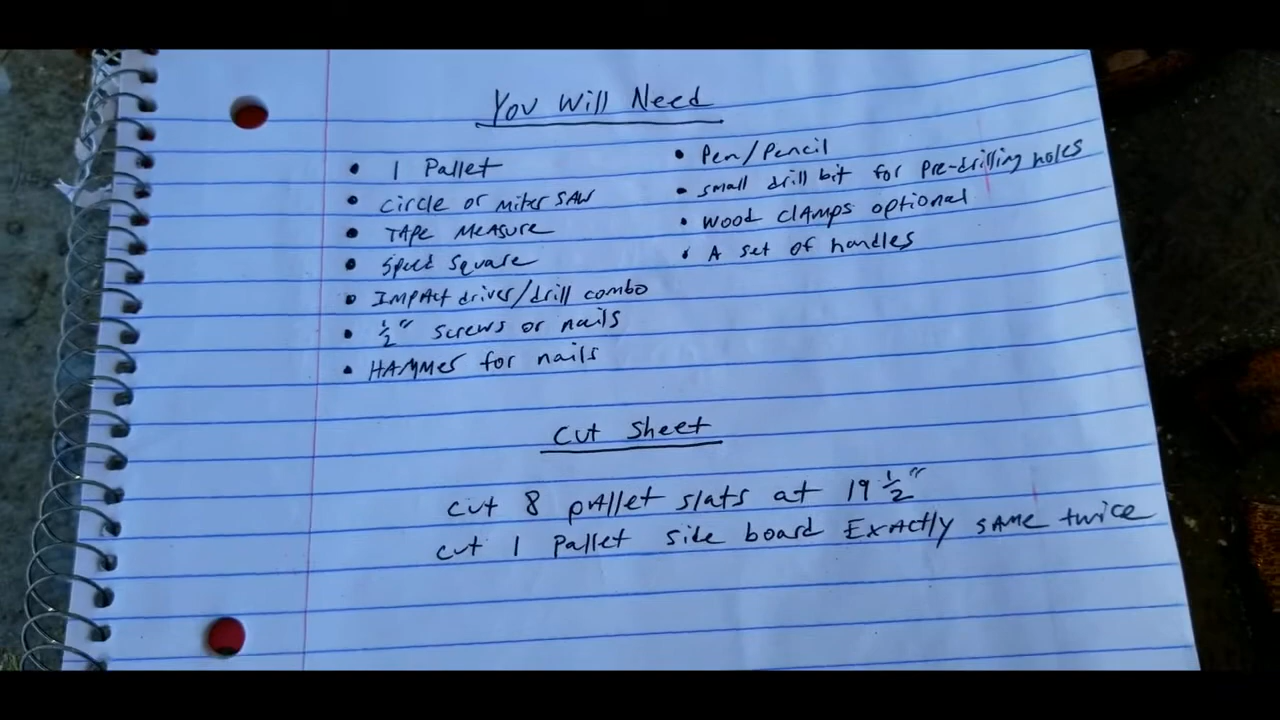 You Will Need
• 1 Pallet
• circle or miter saw
• TAPE MEASURE
• Speed Square
• IMPAct driver/drill combo
• ½" screws or nails
• HAMMER for nails
• Pen/Pencil
• small drill bit for pre-drilling holes
• wood clAmps optional
• A set of handles
Cut Sheet
cut 8 pallet slats at 19 ½"
cut 1 pallet side board ExActly sAme twice